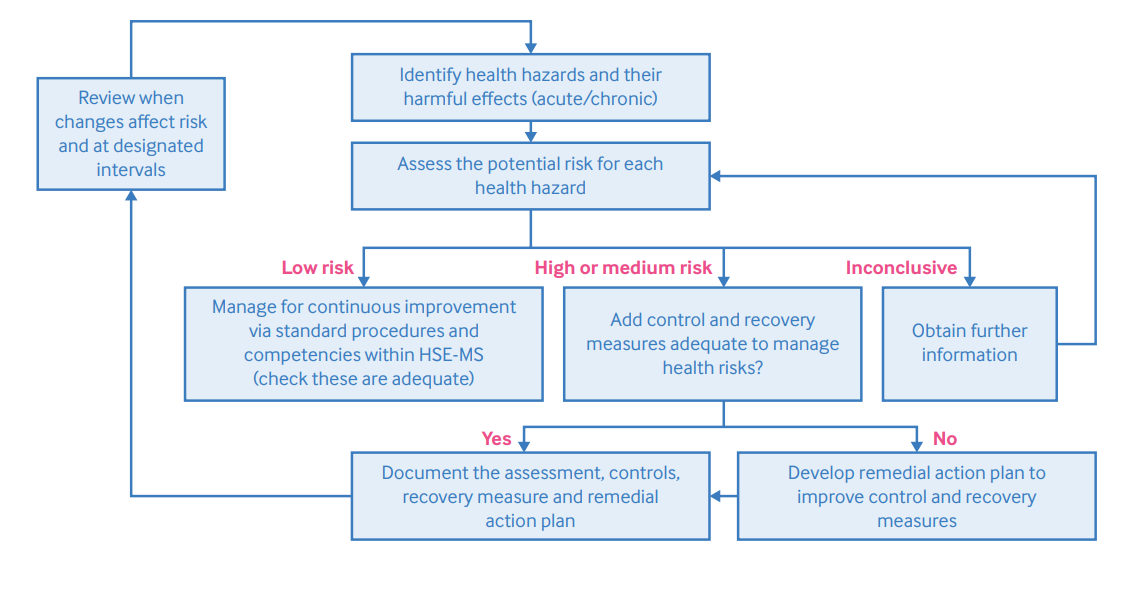 Identify health hazards and their
harmful effects (acute/chronic)
Review when
changes affect risk
and at designated
intervals
Assess the potential risk for each
health hazard
Low risk
High or medium risk
Inconclusive
Manage for continuous improvement
via standard procedures and
competencies within HSE-MS
(check these are adequate)
Add control and recovery
measures adequate to manage
health risks?
Obtain further
information
Yes
No
Document the assessment, controls,
recovery measure and remedial
action plan
Develop remedial action plan to
improve control and recovery
measures